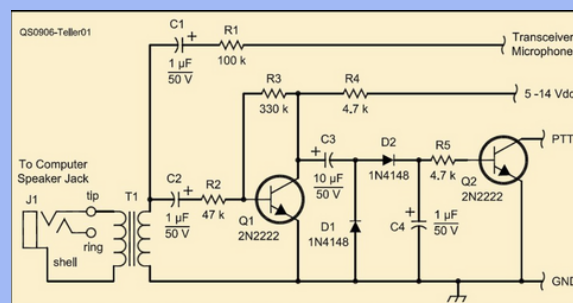 QS0906-Teller01
C1
+
1 µF
50 V
R1
100 k
Transceiver
Microphone
R3
330 k
R4
4.7 k
5 -14 Vdc
To Computer
Speaker Jack
J1
tip
ring
shell
T1
C2
+
1 µF
50 V
R2
47 k
Q1
2N2222
C3
+
10 µF
50 V
D1
1N4148
D2
1N4148
C4
+
1 µF
50 V
R5
4.7 k
Q2
2N2222
PTT
GND